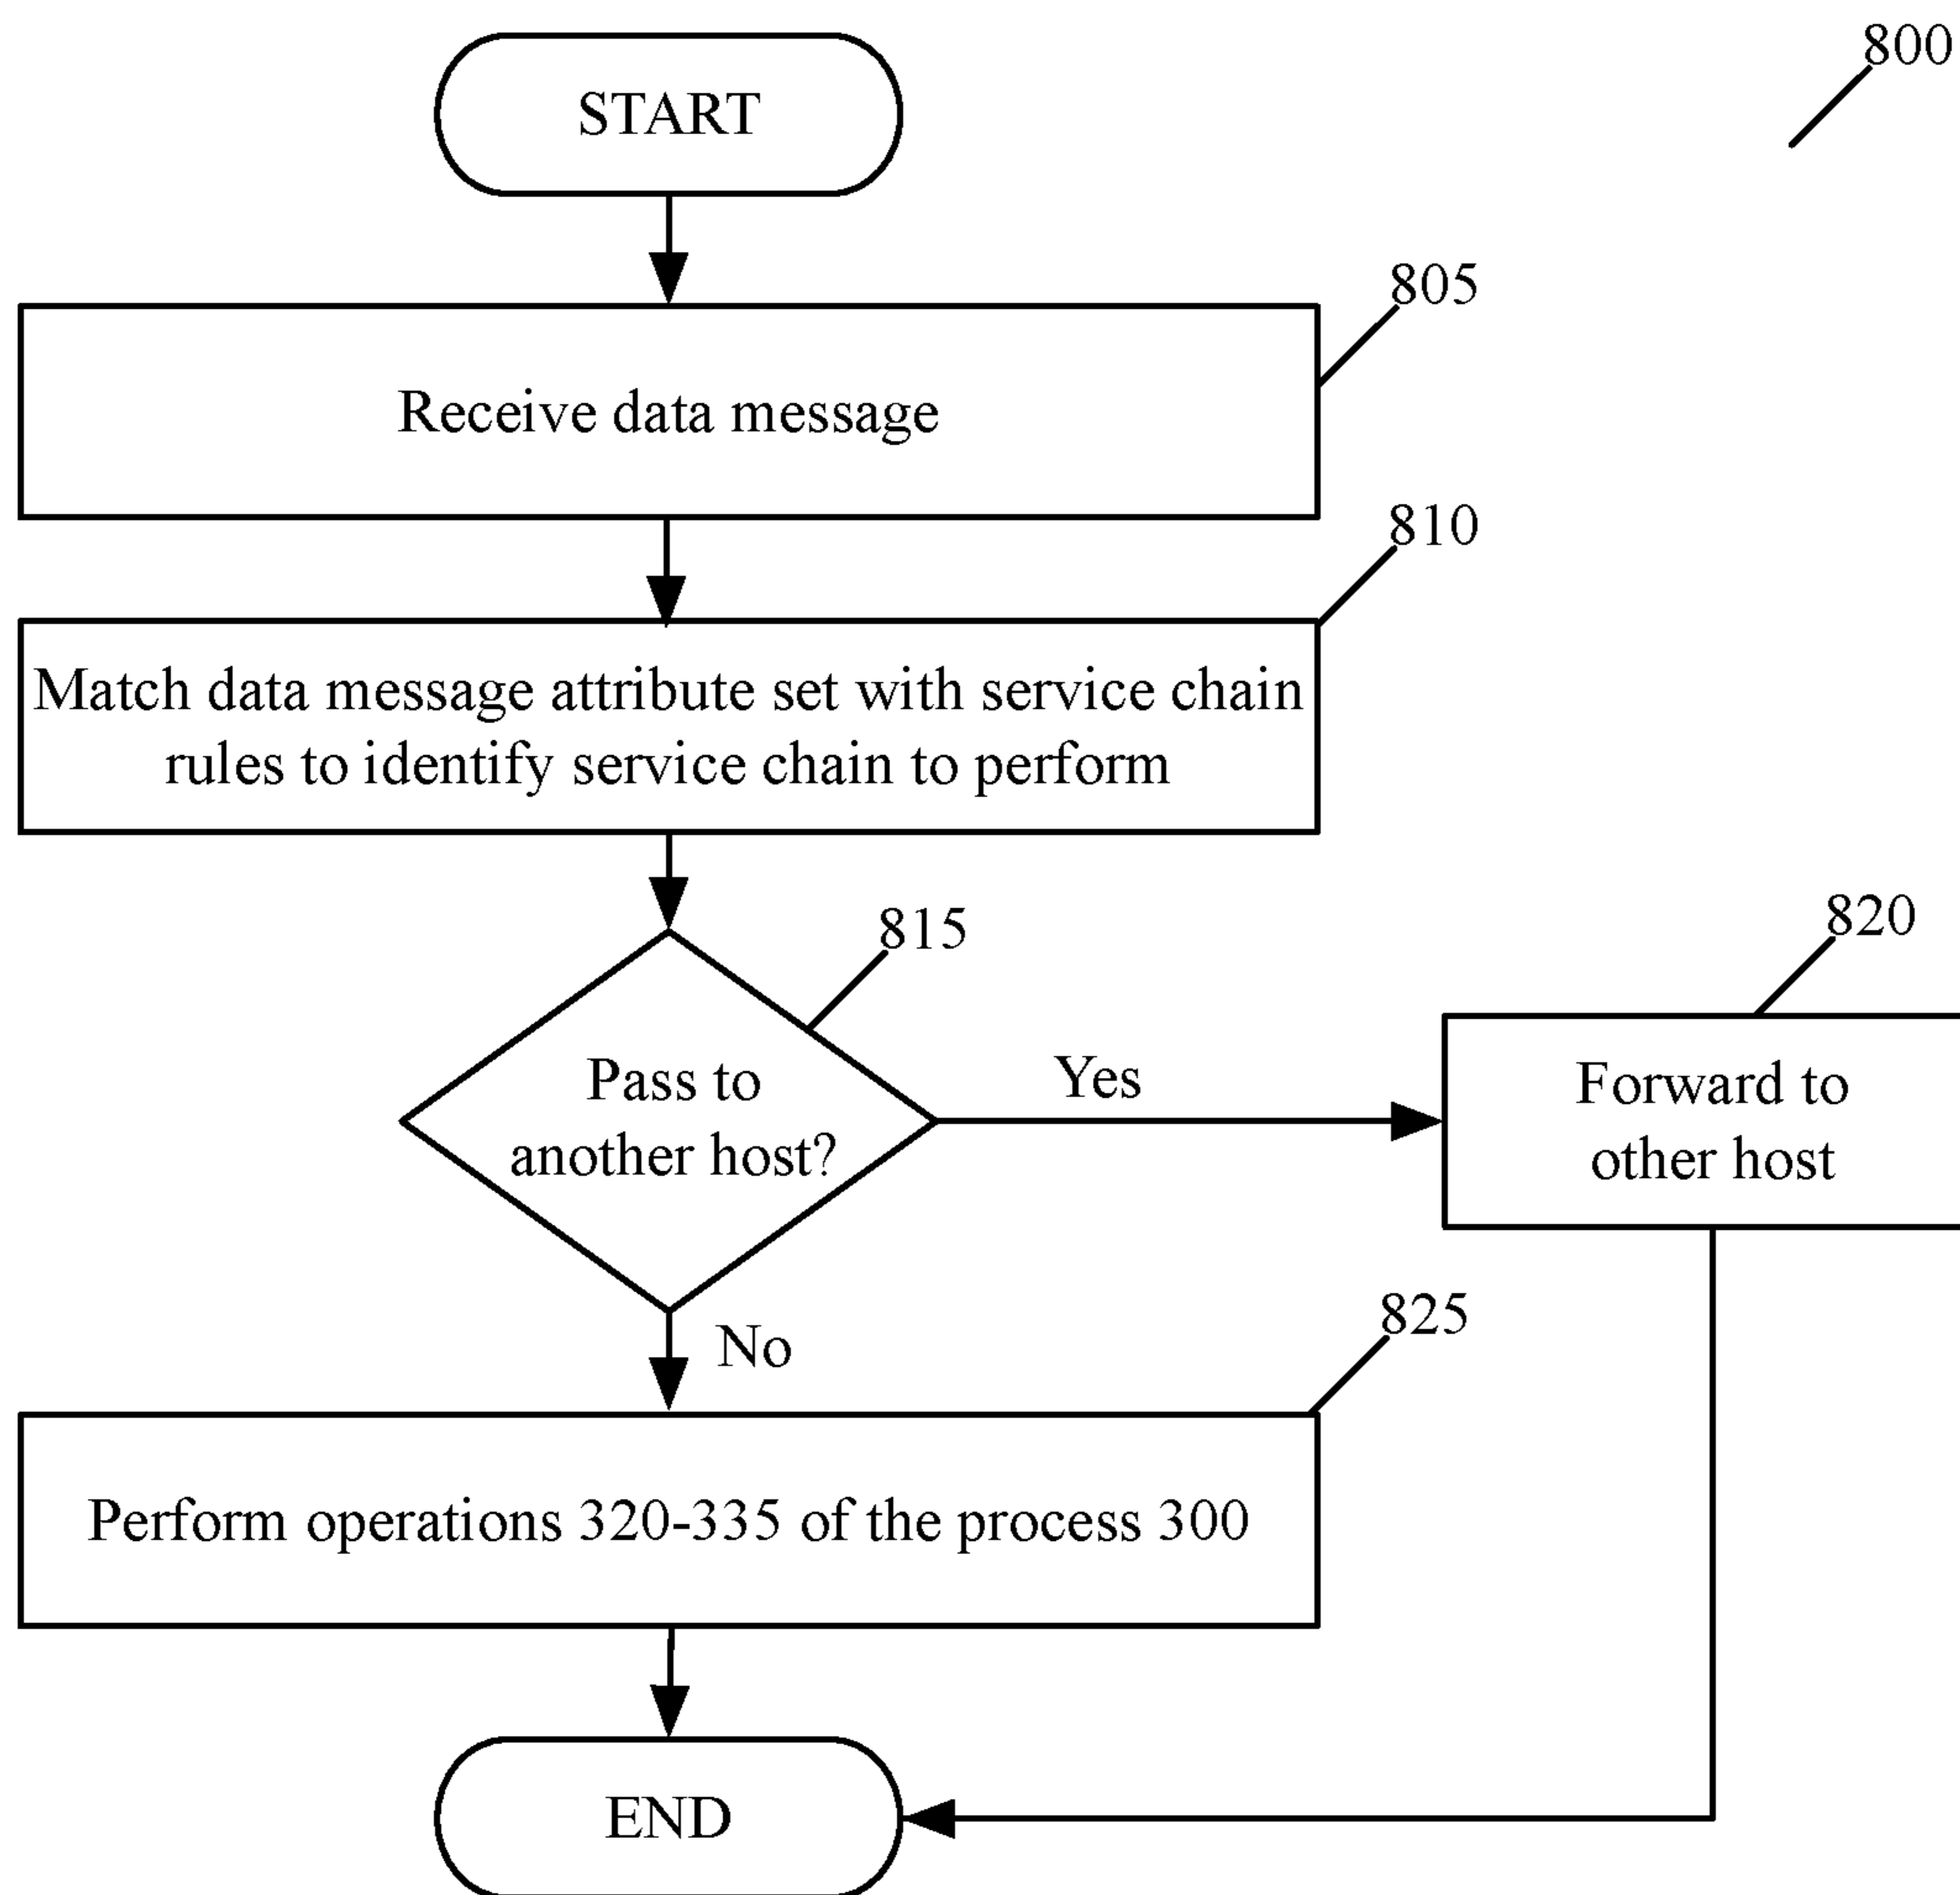 START
800
805
Receive data message
810
Match data message attribute set with service chain
rules to identify service chain to perform
815
820
Pass to
another host?
Yes
Forward to
other host
No
825
Perform operations 320-335 of the process 300
END